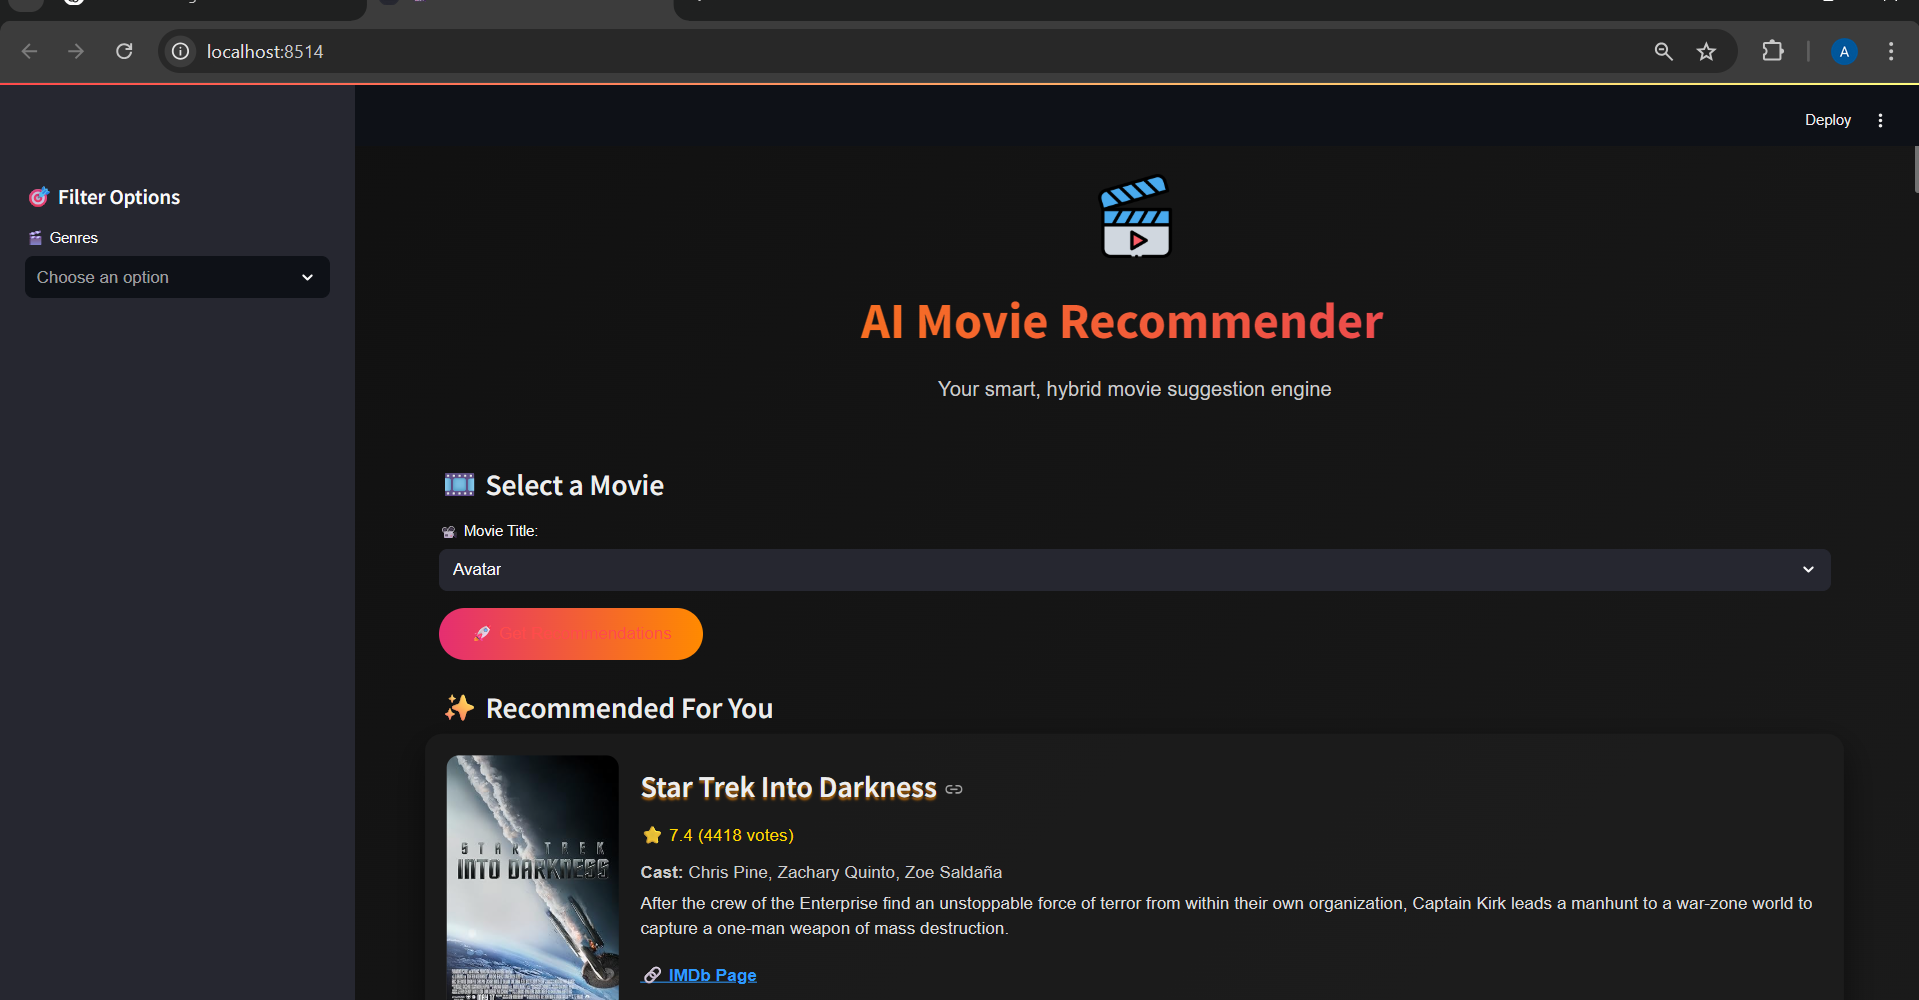 localhost:8514
A
Deploy
Filter Options
Genres
Choose an option
AI Movie Recommender
Your smart, hybrid movie suggestion engine
Select a Movie
Movie Title:
Avatar
Get Recommendations
Recommended For You
STAR TREK
INTO DARKNESS
Star Trek Into Darkness
7.4 (4418 votes)
Cast: Chris Pine, Zachary Quinto, Zoe Saldaña
After the crew of the Enterprise find an unstoppable force of terror from within their own organization, Captain Kirk leads a manhunt to a war-zone world to
capture a one-man weapon of mass destruction.
IMDb Page